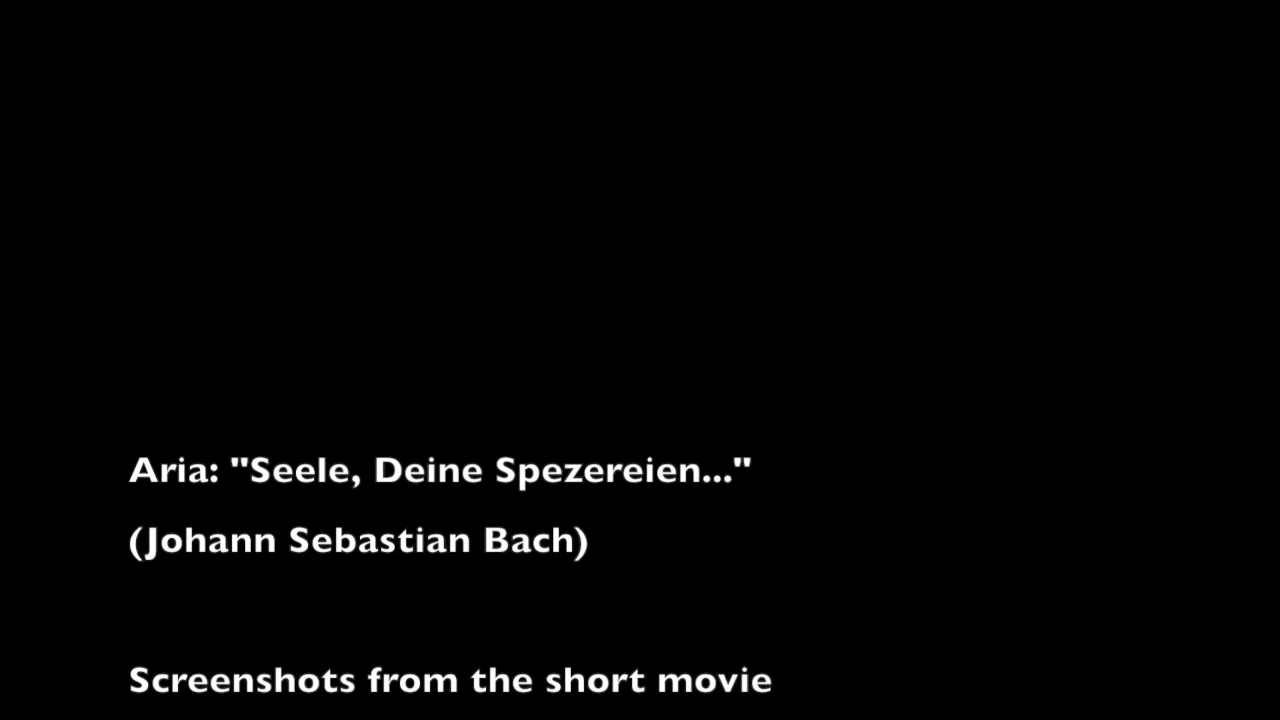 Aria: "Seele, Deine Spezereien..."
(Johann Sebastian Bach)
Screenshots from the short movie